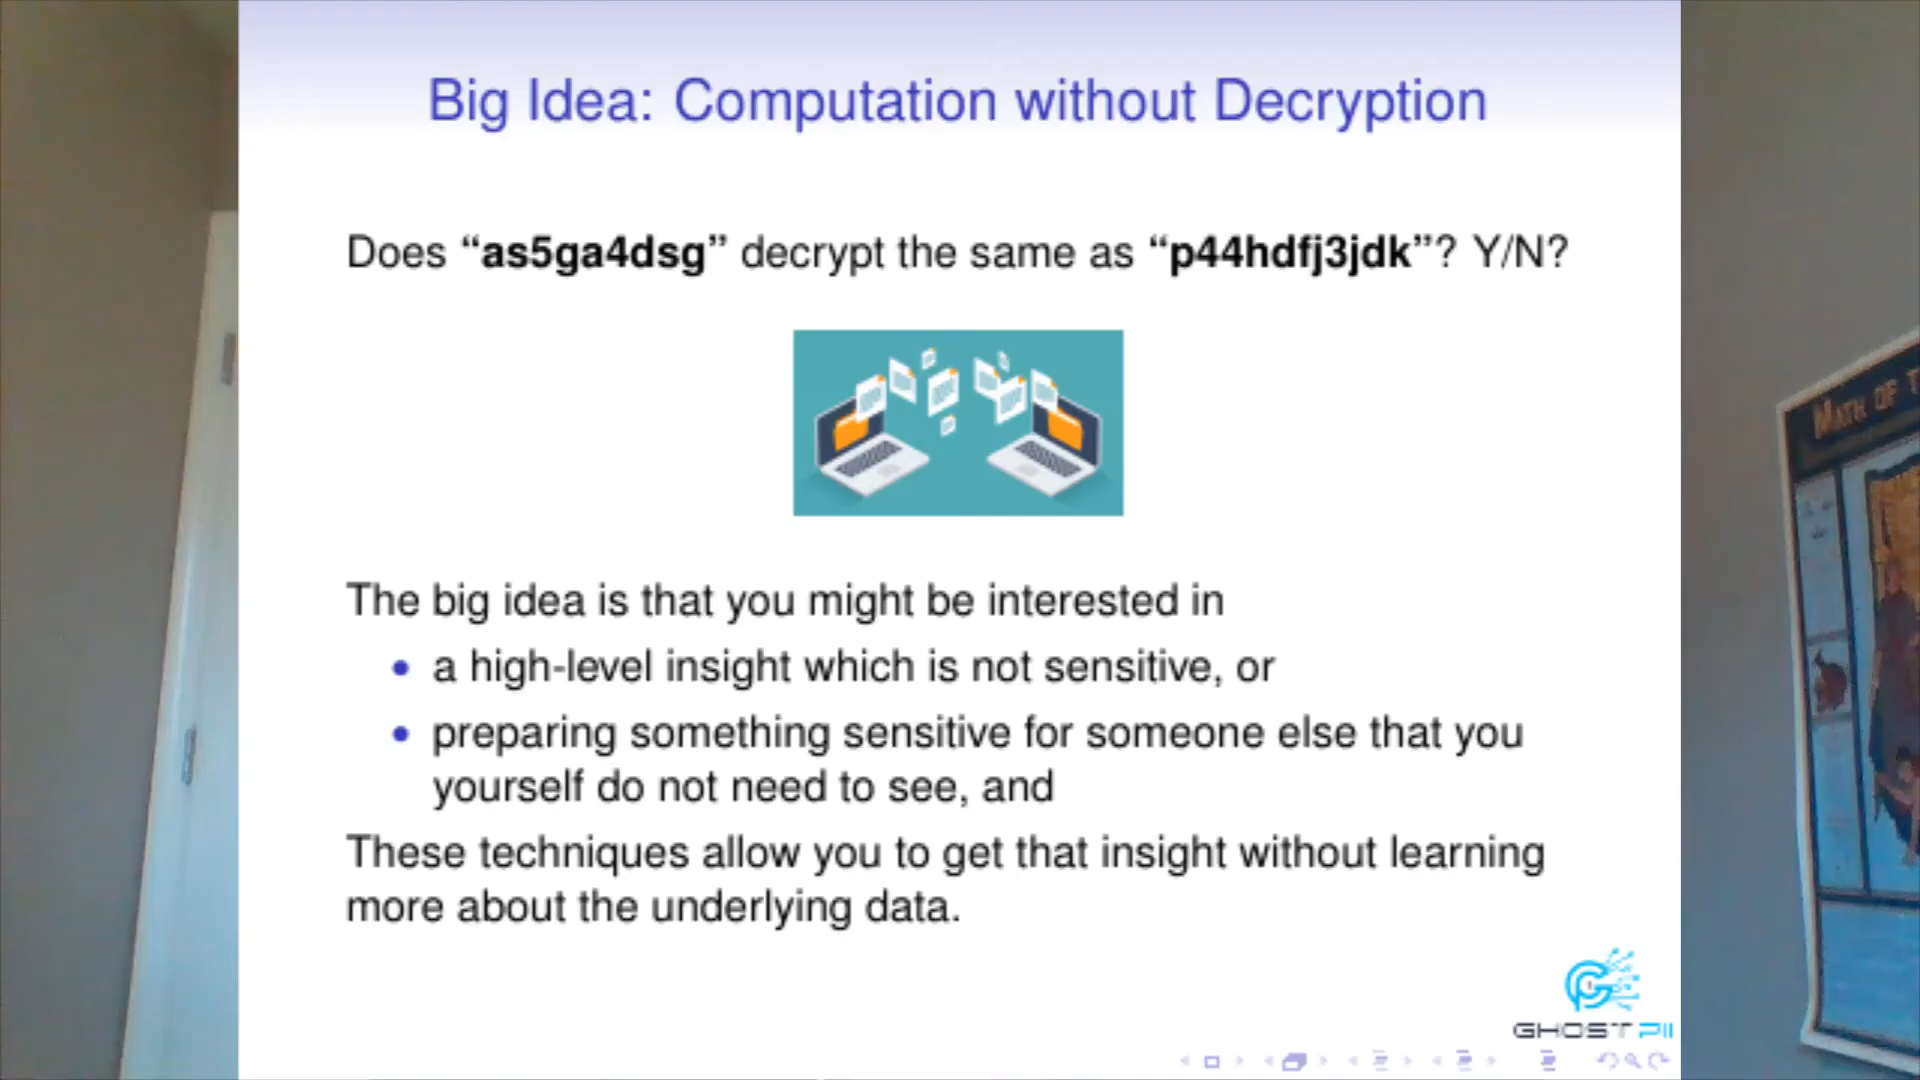 Big Idea: Computation without Decryption
Does “as5ga4dsg” decrypt the same as “p44hdfj3jdk”? Y/N?
The big idea is that you might be interested in
• a high-level insight which is not sensitive, or
• preparing something sensitive for someone else that you
yourself do not need to see, and
These techniques allow you to get that insight without learning
more about the underlying data.
GHOST PII
MATH OF